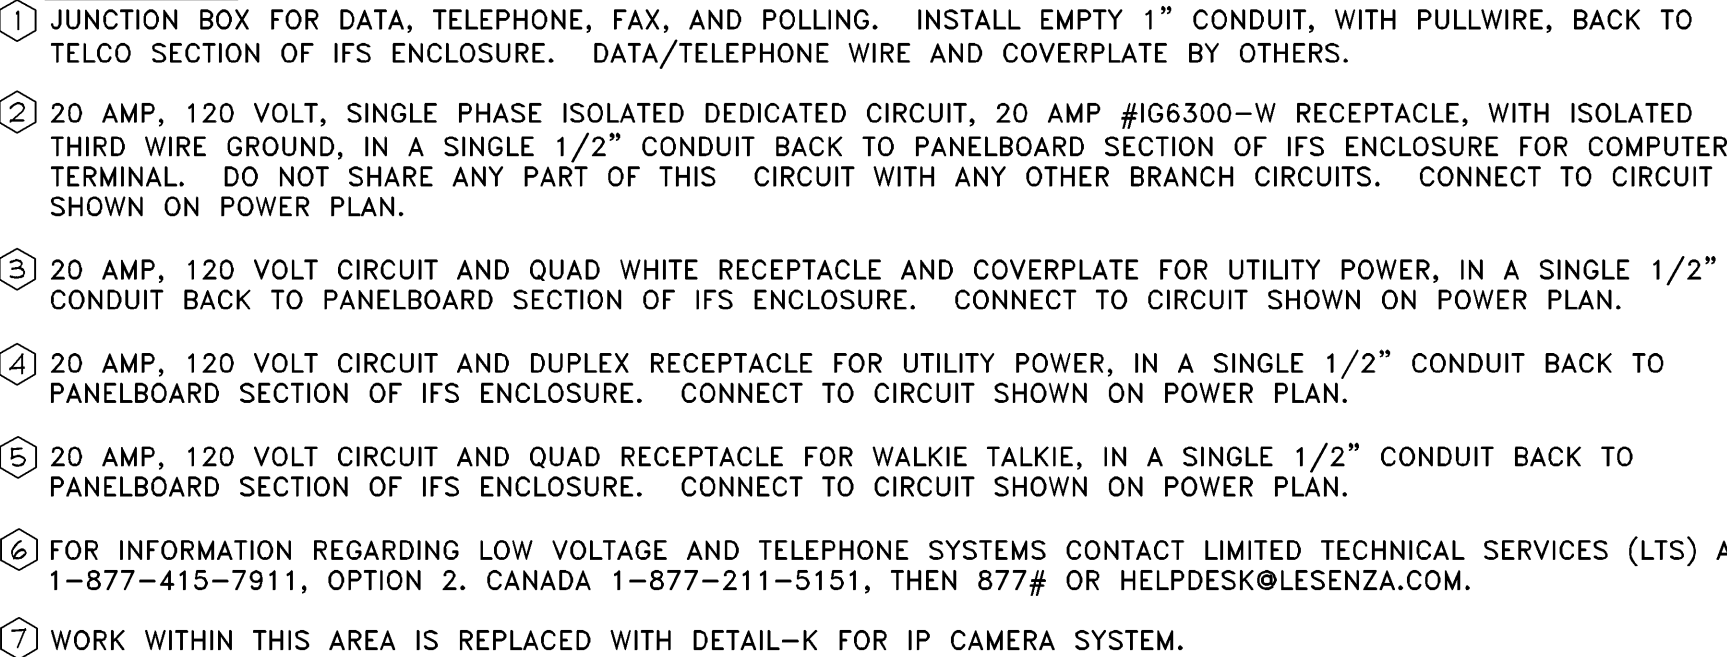 1 JUNCTION BOX FOR DATA, TELEPHONE, FAX, AND POLLING. INSTALL EMPTY 1" CONDUIT, WITH PULLWIRE, BACK TO
TELCO SECTION OF IFS ENCLOSURE. DATA/TELEPHONE WIRE AND COVERPLATE BY OTHERS.
2 20 AMP, 120 VOLT, SINGLE PHASE ISOLATED DEDICATED CIRCUIT, 20 AMP #IG6300-W RECEPTACLE, WITH ISOLATED
THIRD WIRE GROUND, IN A SINGLE 1/2" CONDUIT BACK TO PANELBOARD SECTION OF IFS ENCLOSURE FOR COMPUTER
TERMINAL. DO NOT SHARE ANY PART OF THIS CIRCUIT WITH ANY OTHER BRANCH CIRCUITS. CONNECT TO CIRCUIT
SHOWN ON POWER PLAN.
3 20 AMP, 120 VOLT CIRCUIT AND QUAD WHITE RECEPTACLE AND COVERPLATE FOR UTILITY POWER, IN A SINGLE 1/2"
CONDUIT BACK TO PANELBOARD SECTION OF IFS ENCLOSURE. CONNECT TO CIRCUIT SHOWN ON POWER PLAN.
4 20 AMP, 120 VOLT CIRCUIT AND DUPLEX RECEPTACLE FOR UTILITY POWER, IN A SINGLE 1/2" CONDUIT BACK TO
PANELBOARD SECTION OF IFS ENCLOSURE. CONNECT TO CIRCUIT SHOWN ON POWER PLAN.
5 20 AMP, 120 VOLT CIRCUIT AND QUAD RECEPTACLE FOR WALKIE TALKIE, IN A SINGLE 1/2" CONDUIT BACK TO
PANELBOARD SECTION OF IFS ENCLOSURE. CONNECT TO CIRCUIT SHOWN ON POWER PLAN.
6 FOR INFORMATION REGARDING LOW VOLTAGE AND TELEPHONE SYSTEMS CONTACT LIMITED TECHNICAL SERVICES (LTS)
1-877-415-7911, OPTION 2. CANADA 1-877-211-5151, THEN 877# OR HELPDESK@LESENZA.COM.
7 WORK WITHIN THIS AREA IS REPLACED WITH DETAIL-K FOR IP CAMERA SYSTEM.